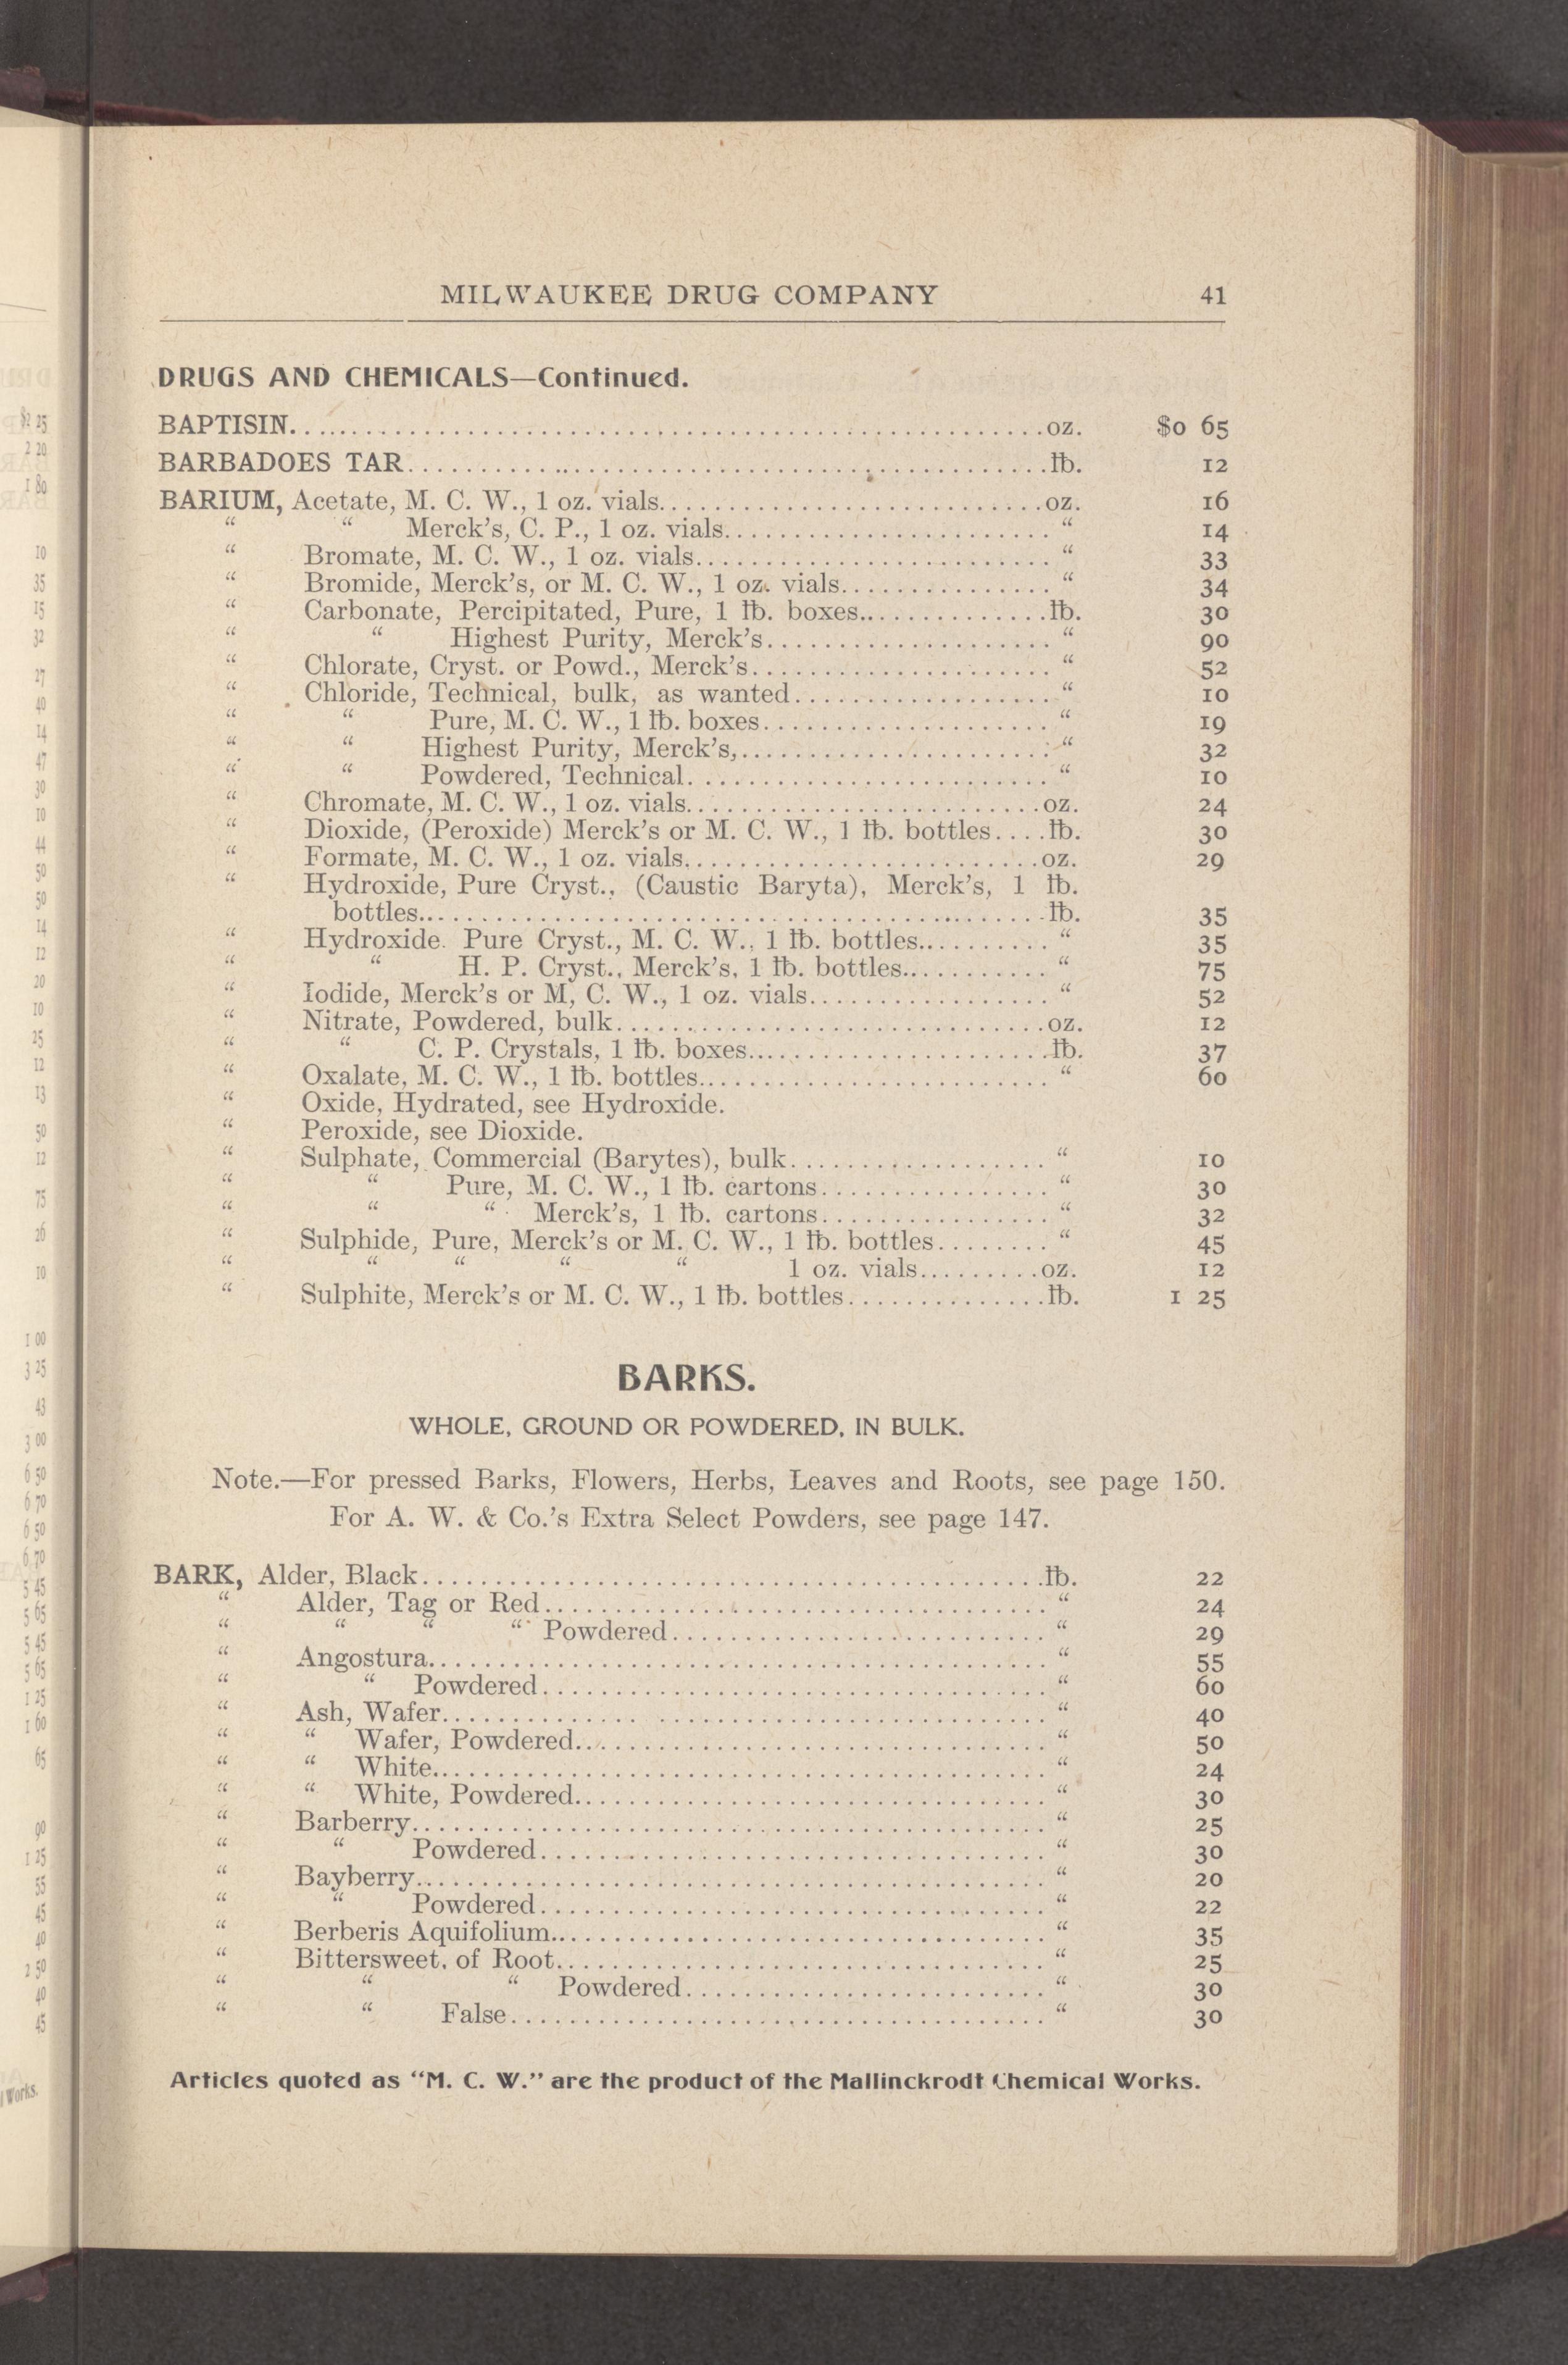 MILWAUKEE DRUG COMPANY 41
DRUGS AND CHEMICALS—Continued.
BAPTISIN..........oz. $0 65
BARBADOES TAR..........lb. 12
BARIUM, Acetate, M. C. W., 1 oz. vials..........oz. 16
“ “ Merck's, C. P., 1 oz. vials.......... “ 14
“ Bromate, M. C. W., 1 oz. vials.......... “ 33
“ Bromide, Merck's, or M. C. W., 1 oz. vials.......... “ 34
“ Carbonate, Percipitated, Pure, 1 lb. boxes..........lb. 30
“ “ Highest Purity, Merck's.......... “ 90
“ Chlorate, Cryst. or Powd., Merck's.......... “ 52
“ Chloride, Technical, bulk, as wanted.......... “ 10
“ “ Pure, M. C. W., 1 lb. boxes.......... “ 19
“ “ Highest Purity, Merck's,.......... “ 32
“ “ Powdered, Technical.......... “ 10
“ Chromate, M. C. W., 1 oz. vials..........oz. 24
“ Dioxide, (Peroxide) Merck's or M. C. W., 1 lb. bottles....lb. 30
“ Formate, M. C. W., 1 oz. vials..........oz. 29
“ Hydroxide, Pure Cryst., (Caustic Baryta), Merck's, 1 lb.
bottles..........lb. 35
“ Hydroxide. Pure Cryst., M. C. W., 1 lb. bottles.......... “ 35
“ “ H. P. Cryst., Merck's, 1 lb. bottles.......... “ 75
“ Iodide, Merck's or M, C. W., 1 oz. vials.......... “ 52
“ Nitrate, Powdered, bulk..........oz. 12
“ “ C. P. Crystals, 1 lb. boxes..........lb. 37
“ Oxalate, M. C. W., 1 lb. bottles.......... “ 60
“ Oxide, Hydrated, see Hydroxide.
“ Peroxide, see Dioxide.
“ Sulphate, Commercial (Barytes), bulk.......... “ 10
“ “ Pure, M. C. W., 1 lb. cartons.......... “ 30
“ “ “ Merck's, 1 lb. cartons.......... “ 32
“ Sulphide, Pure, Merck's or M. C. W., 1 lb. bottles........ “ 45
“ “ “ “ “ 1 oz. vials.........oz. 12
“ Sulphite, Merck's or M. C. W., 1 lb. bottles..........lb. 1 25
BARKS.
WHOLE, GROUND OR POWDERED, IN BULK.
Note.—For pressed Barks, Flowers, Herbs, Leaves and Roots, see page 150.
For A. W. & Co.'s Extra Select Powders, see page 147.
BARK, Alder, Black..........lb. 22
“ Alder, Tag or Red.......... “ 24
“ “ “ “ Powdered.......... “ 29
“ Angostura.......... “ 55
“ “ Powdered.......... “ 60
“ Ash, Wafer.......... “ 40
“ “ Wafer, Powdered.......... “ 50
“ “ White.......... “ 24
“ “ White, Powdered.......... “ 30
“ Barberry.......... “ 25
“ “ Powdered.......... “ 30
“ Bayberry.......... “ 20
“ “ Powdered.......... “ 22
“ Berberis Aquifolium.......... “ 35
“ Bittersweet, of Root.......... “ 25
“ “ “ Powdered.......... “ 30
“ “ False.......... “ 30
Articles quoted as “M. C. W.” are the product of the Mallinckrodt Chemical Works.